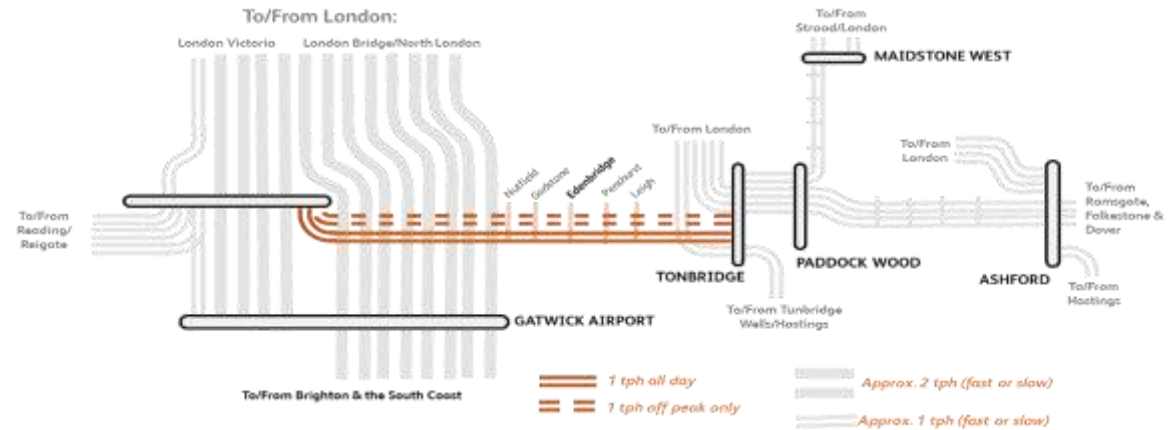 To/From London:
London Victoria
London Bridge/North London
To/From
Strood/London
MAIDSTONE WEST
To/From London
To/From
London
Nutfield
Godstone
Edenbridge
Penshurst
Leigh
To/From
Reading/
Reigate
To/From
Ramsgate,
Folkestone &
Dover
TONBRIDGE
PADDOCK WOOD
ASHFORD
To/From
Hastings
To/From Tunbridge
Wells/Hastings
GATWICK AIRPORT
To/From Brighton & the South Coast
1 tph all day
1 tph off peak only
Approx. 2 tph (fast or slow)
Approx. 1 tph (fast or slow)